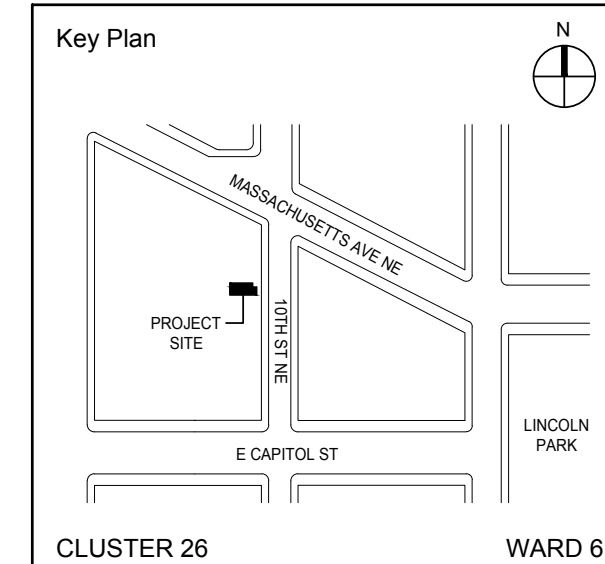 Key Plan
N
MASSACHUSETTS AVE NE
PROJECT
SITE
10TH ST NE
LINCOLN
PARK
E CAPITOL ST
CLUSTER 26
WARD 6